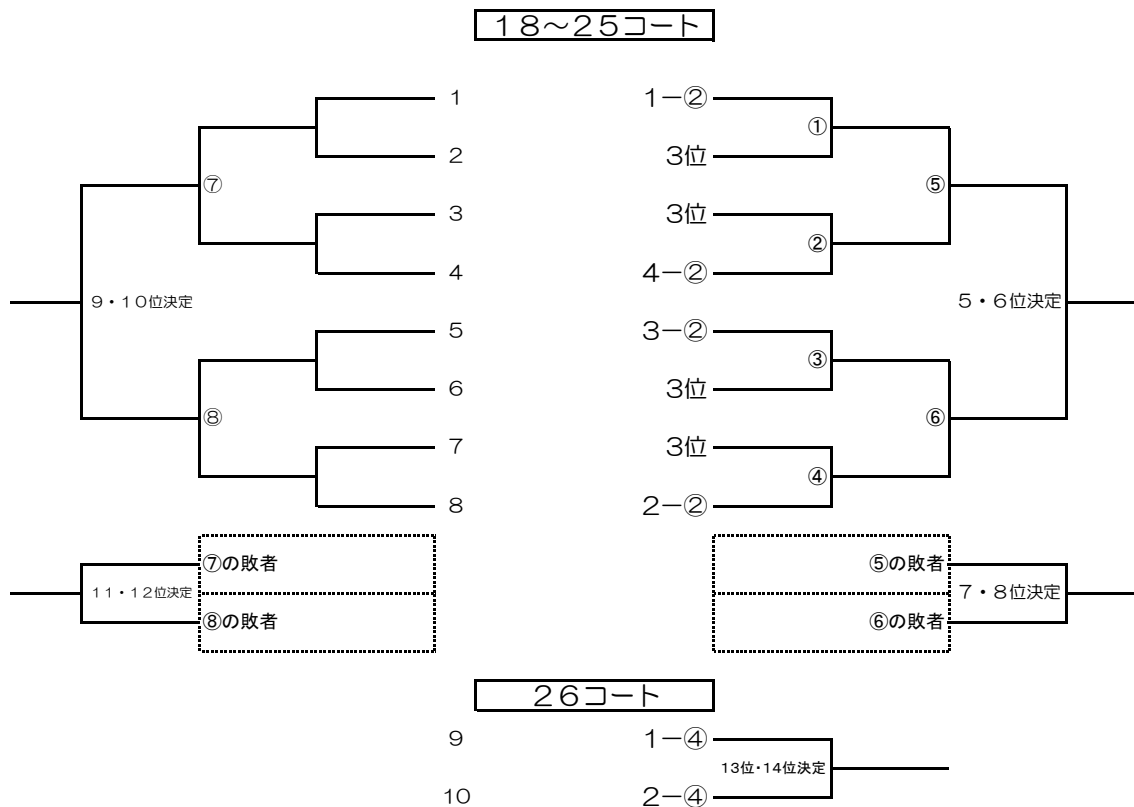 18～25コート
1 1－②
①
2 3位
⑦ ⑤
3 3位
②
4 4－②
9・10位決定 5・6位決定
5 3－②
③
6 3位
⑧ ⑥
7 3位
④
8 2－②
⑦の敗者 ⑤の敗者
11・12位決定 7・8位決定
⑧の敗者 ⑥の敗者
26コート
9 1－④
13位・14位決定
10 2－④